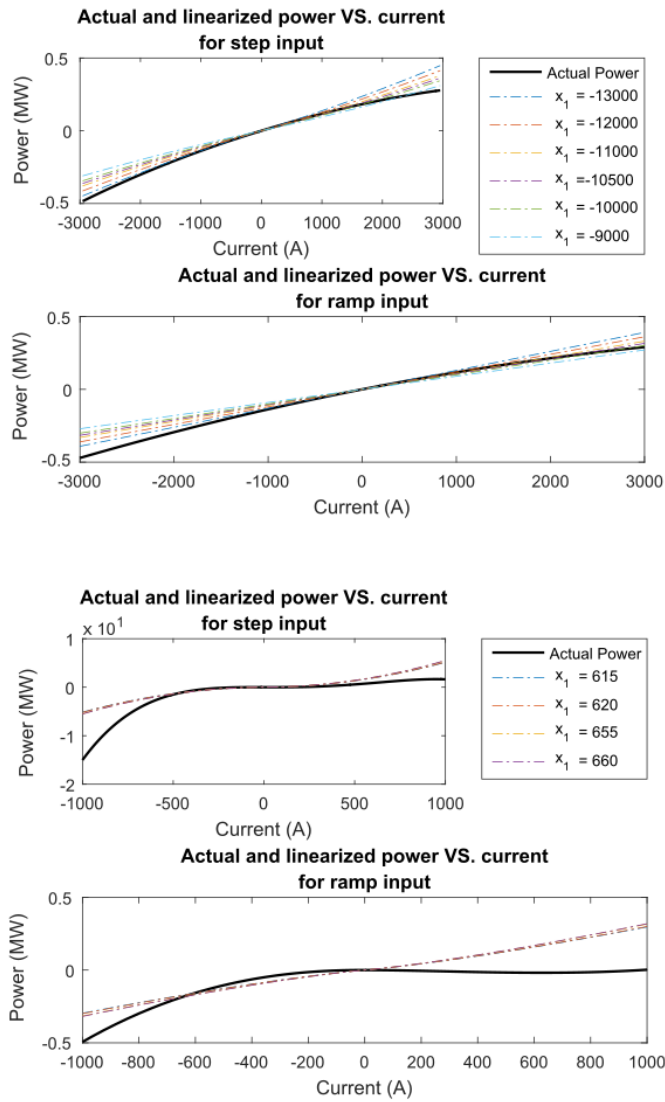 Actual and linearized power VS. current
for step input
Power (MW)
0.5
0
-0.5
-3000 -2000 -1000 0 1000 2000 3000
Current (A)
Actual Power
x1 = -13000
x1 = -12000
x1 = -11000
x1 =-10500
x1 = -10000
x1 = -9000
Actual and linearized power VS. current
for ramp input
Power (MW)
0.5
0
-0.5
-3000 -2000 -1000 0 1000 2000 3000
Current (A)
Actual and linearized power VS. current
for step input
x 10^1
Power (MW)
1
0
-1
-2
-1000 -500 0 500 1000
Current (A)
Actual Power
x1 = 615
x1 = 620
x1 = 655
x1 = 660
Actual and linearized power VS. current
for ramp input
Power (MW)
0.5
0
-0.5
-1000 -800 -600 -400 -200 0 200 400 600 800 1000
Current (A)